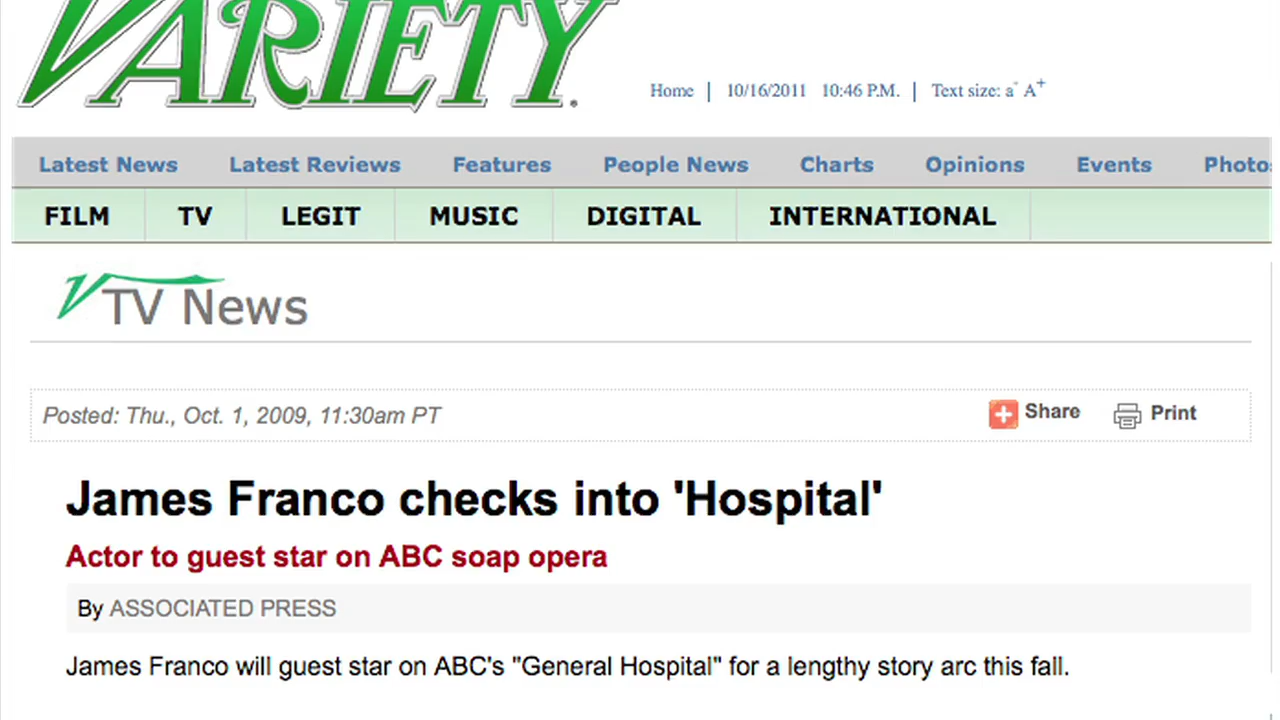 VARIETY
Home | 10/16/2011 10:46 P.M. | Text size: a- A+
Latest News Latest Reviews Features People News Charts Opinions Events Photos
FILM TV LEGIT MUSIC DIGITAL INTERNATIONAL
V TV News
Posted: Thu., Oct. 1, 2009, 11:30am PT Share Print
James Franco checks into 'Hospital'
Actor to guest star on ABC soap opera
By ASSOCIATED PRESS
James Franco will guest star on ABC's "General Hospital" for a lengthy story arc this fall.